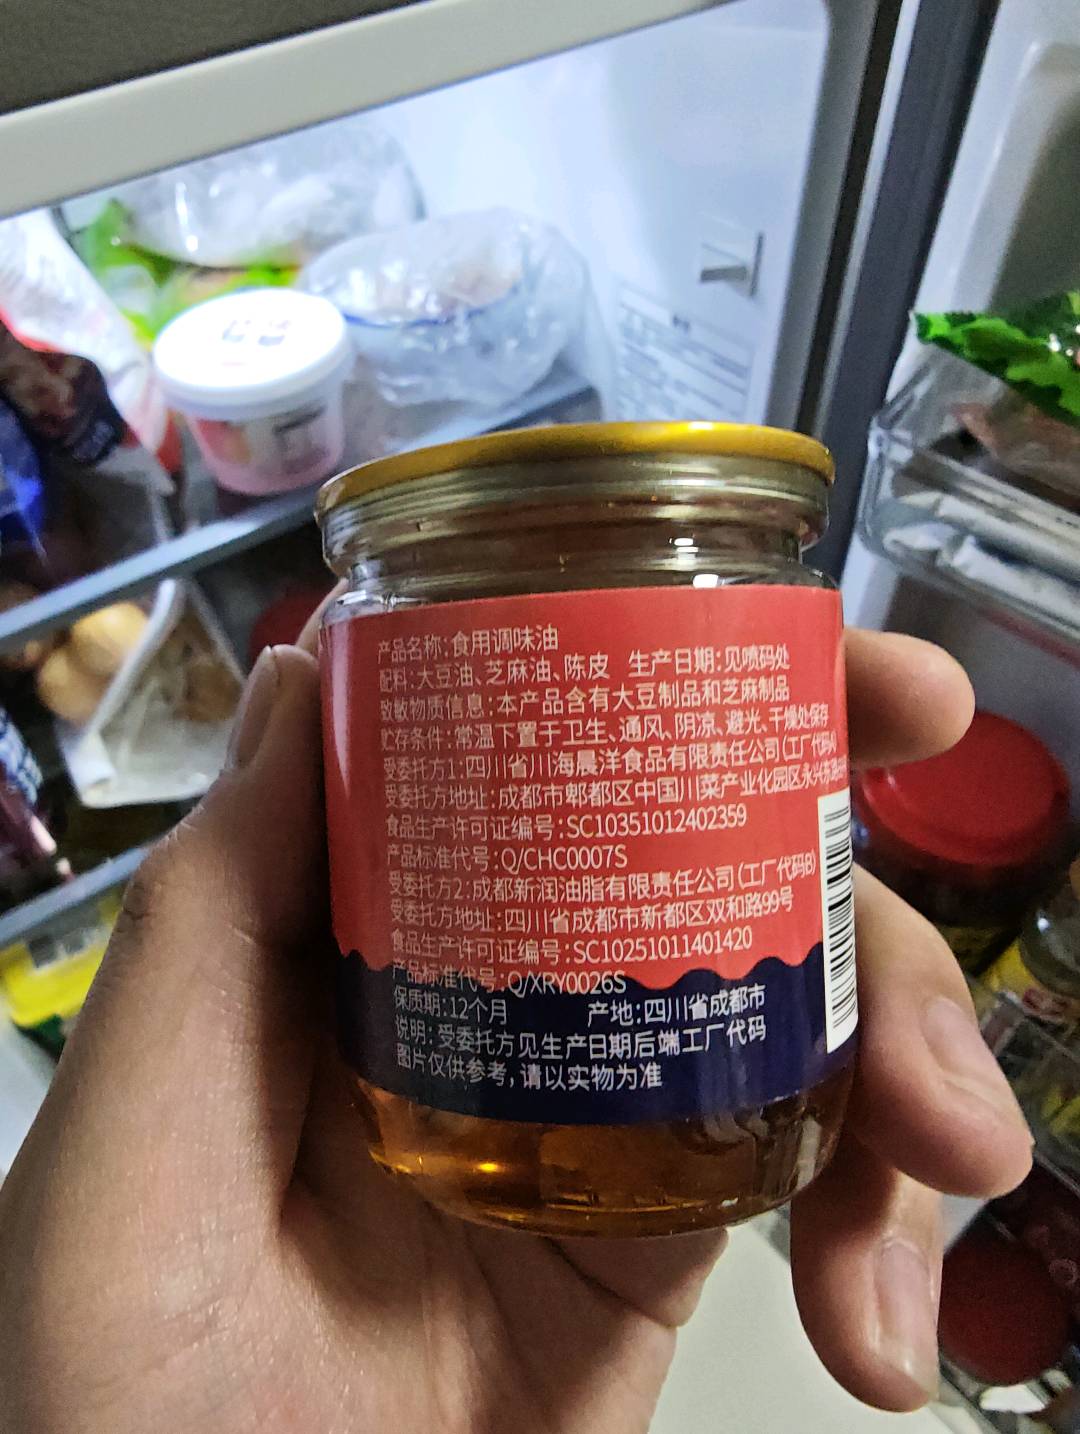 产品名称:食用调味油
配料:大豆油、芝麻油、陈皮 生产日期:见喷码处
致敏物质信息:本产品含有大豆制品和芝麻制品
贮存条件:常温下置于卫生、通风、阴凉、避光、干燥处保存
受委托方1:四川省川海晨洋食品有限责任公司(工厂代码A)
受委托方地址:成都市郫都区中国川菜产业化园区永兴东路
食品生产许可证编号:SC10351012402359
产品标准代号:Q/CHC0007S
受委托方2:成都新润油脂有限责任公司(工厂代码B)
受委托方地址:四川省成都市新都区双和路99号
食品生产许可证编号:SC10251011401420
产品标准代号:Q/XRY0026S
保质期:12个月 产地:四川省成都市
说明:受委托方见生产日期后端工厂代码
图片仅供参考,请以实物为准